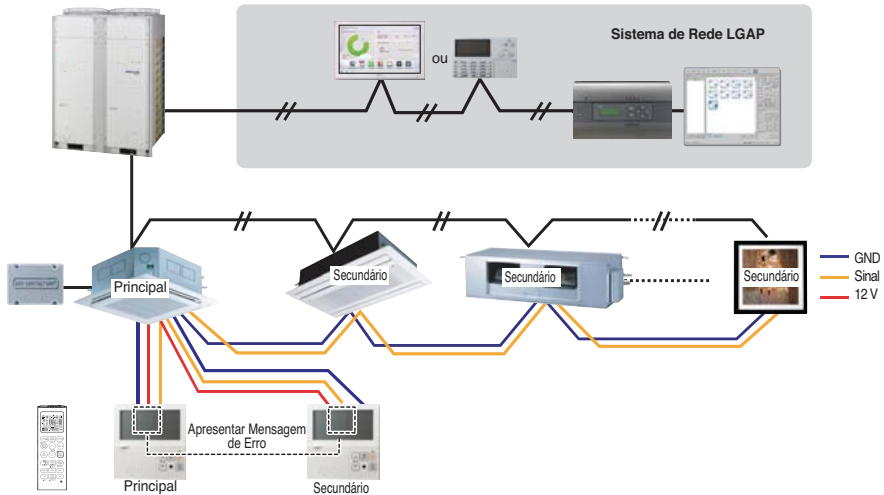 Sistema de Rede LGAP
ou
Principal
Secundário
Secundário
Secundário
GND
Sinal
12 V
Apresentar Mensagem
de Erro
Principal
Secundário